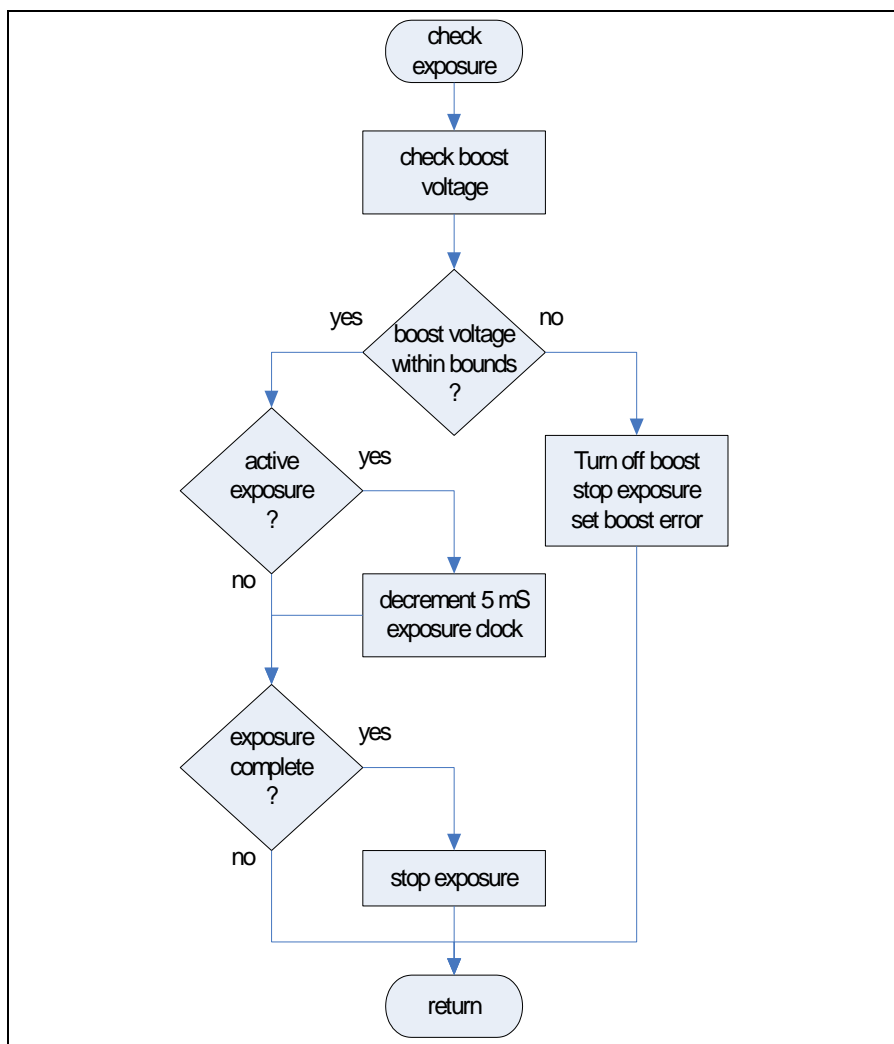 check
exposure
check boost
voltage
yes
no
boost voltage
within bounds
?
active
exposure
?
yes
Turn off boost
stop exposure
set boost error
no
decrement 5 mS
exposure clock
exposure
complete
?
yes
no
stop exposure
return